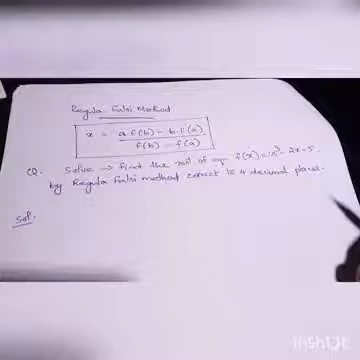 Regula Falsi Method
x = a f(b) - b.f(a) / f(b) - f(a)
Q. Solve → find the root of eqn f(x) = x³ - 2x - 5
by Regula Falsi method correct to 4 decimal places.
Sol.
InShOt